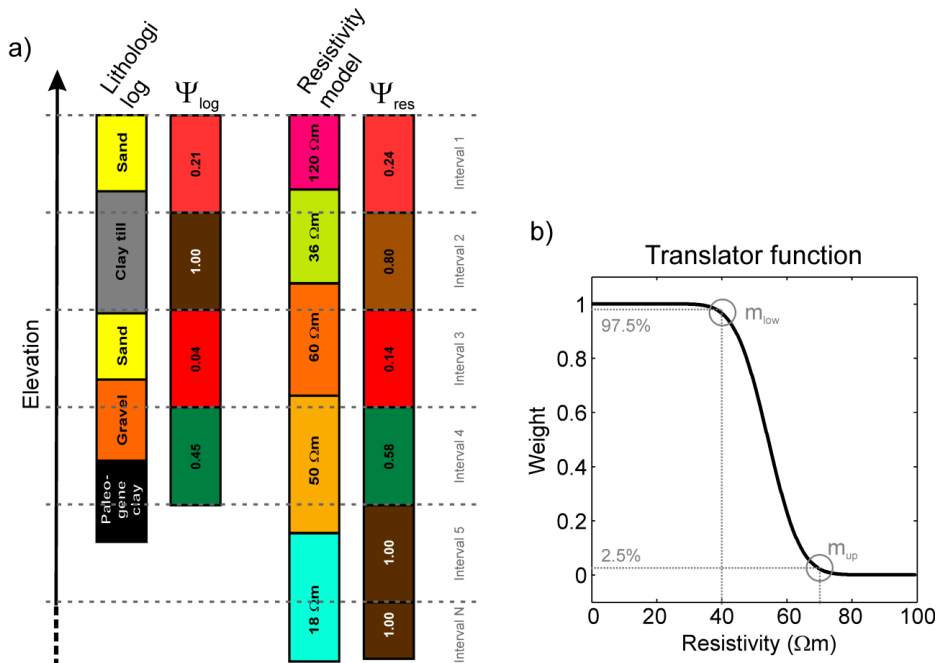 a)
Lithologi
log
Ψlog
Resistivity
model
Ψres
Elevation
Sand
Clay till
Sand
Gravel
Paleo-
gene
clay
0.21
1.00
0.04
0.45
120 Ωm
36 Ωm
60 Ωm
50 Ωm
18 Ωm
0.24
0.80
0.14
0.58
1.00
1.00
Interval 1
Interval 2
Interval 3
Interval 4
Interval 5
Interval N
b)
Translator function
1
0.8
0.6
0.4
0.2
0
Weight
97.5%
mlow
2.5%
mup
0 20 40 60 80 100
Resistivity (Ωm)